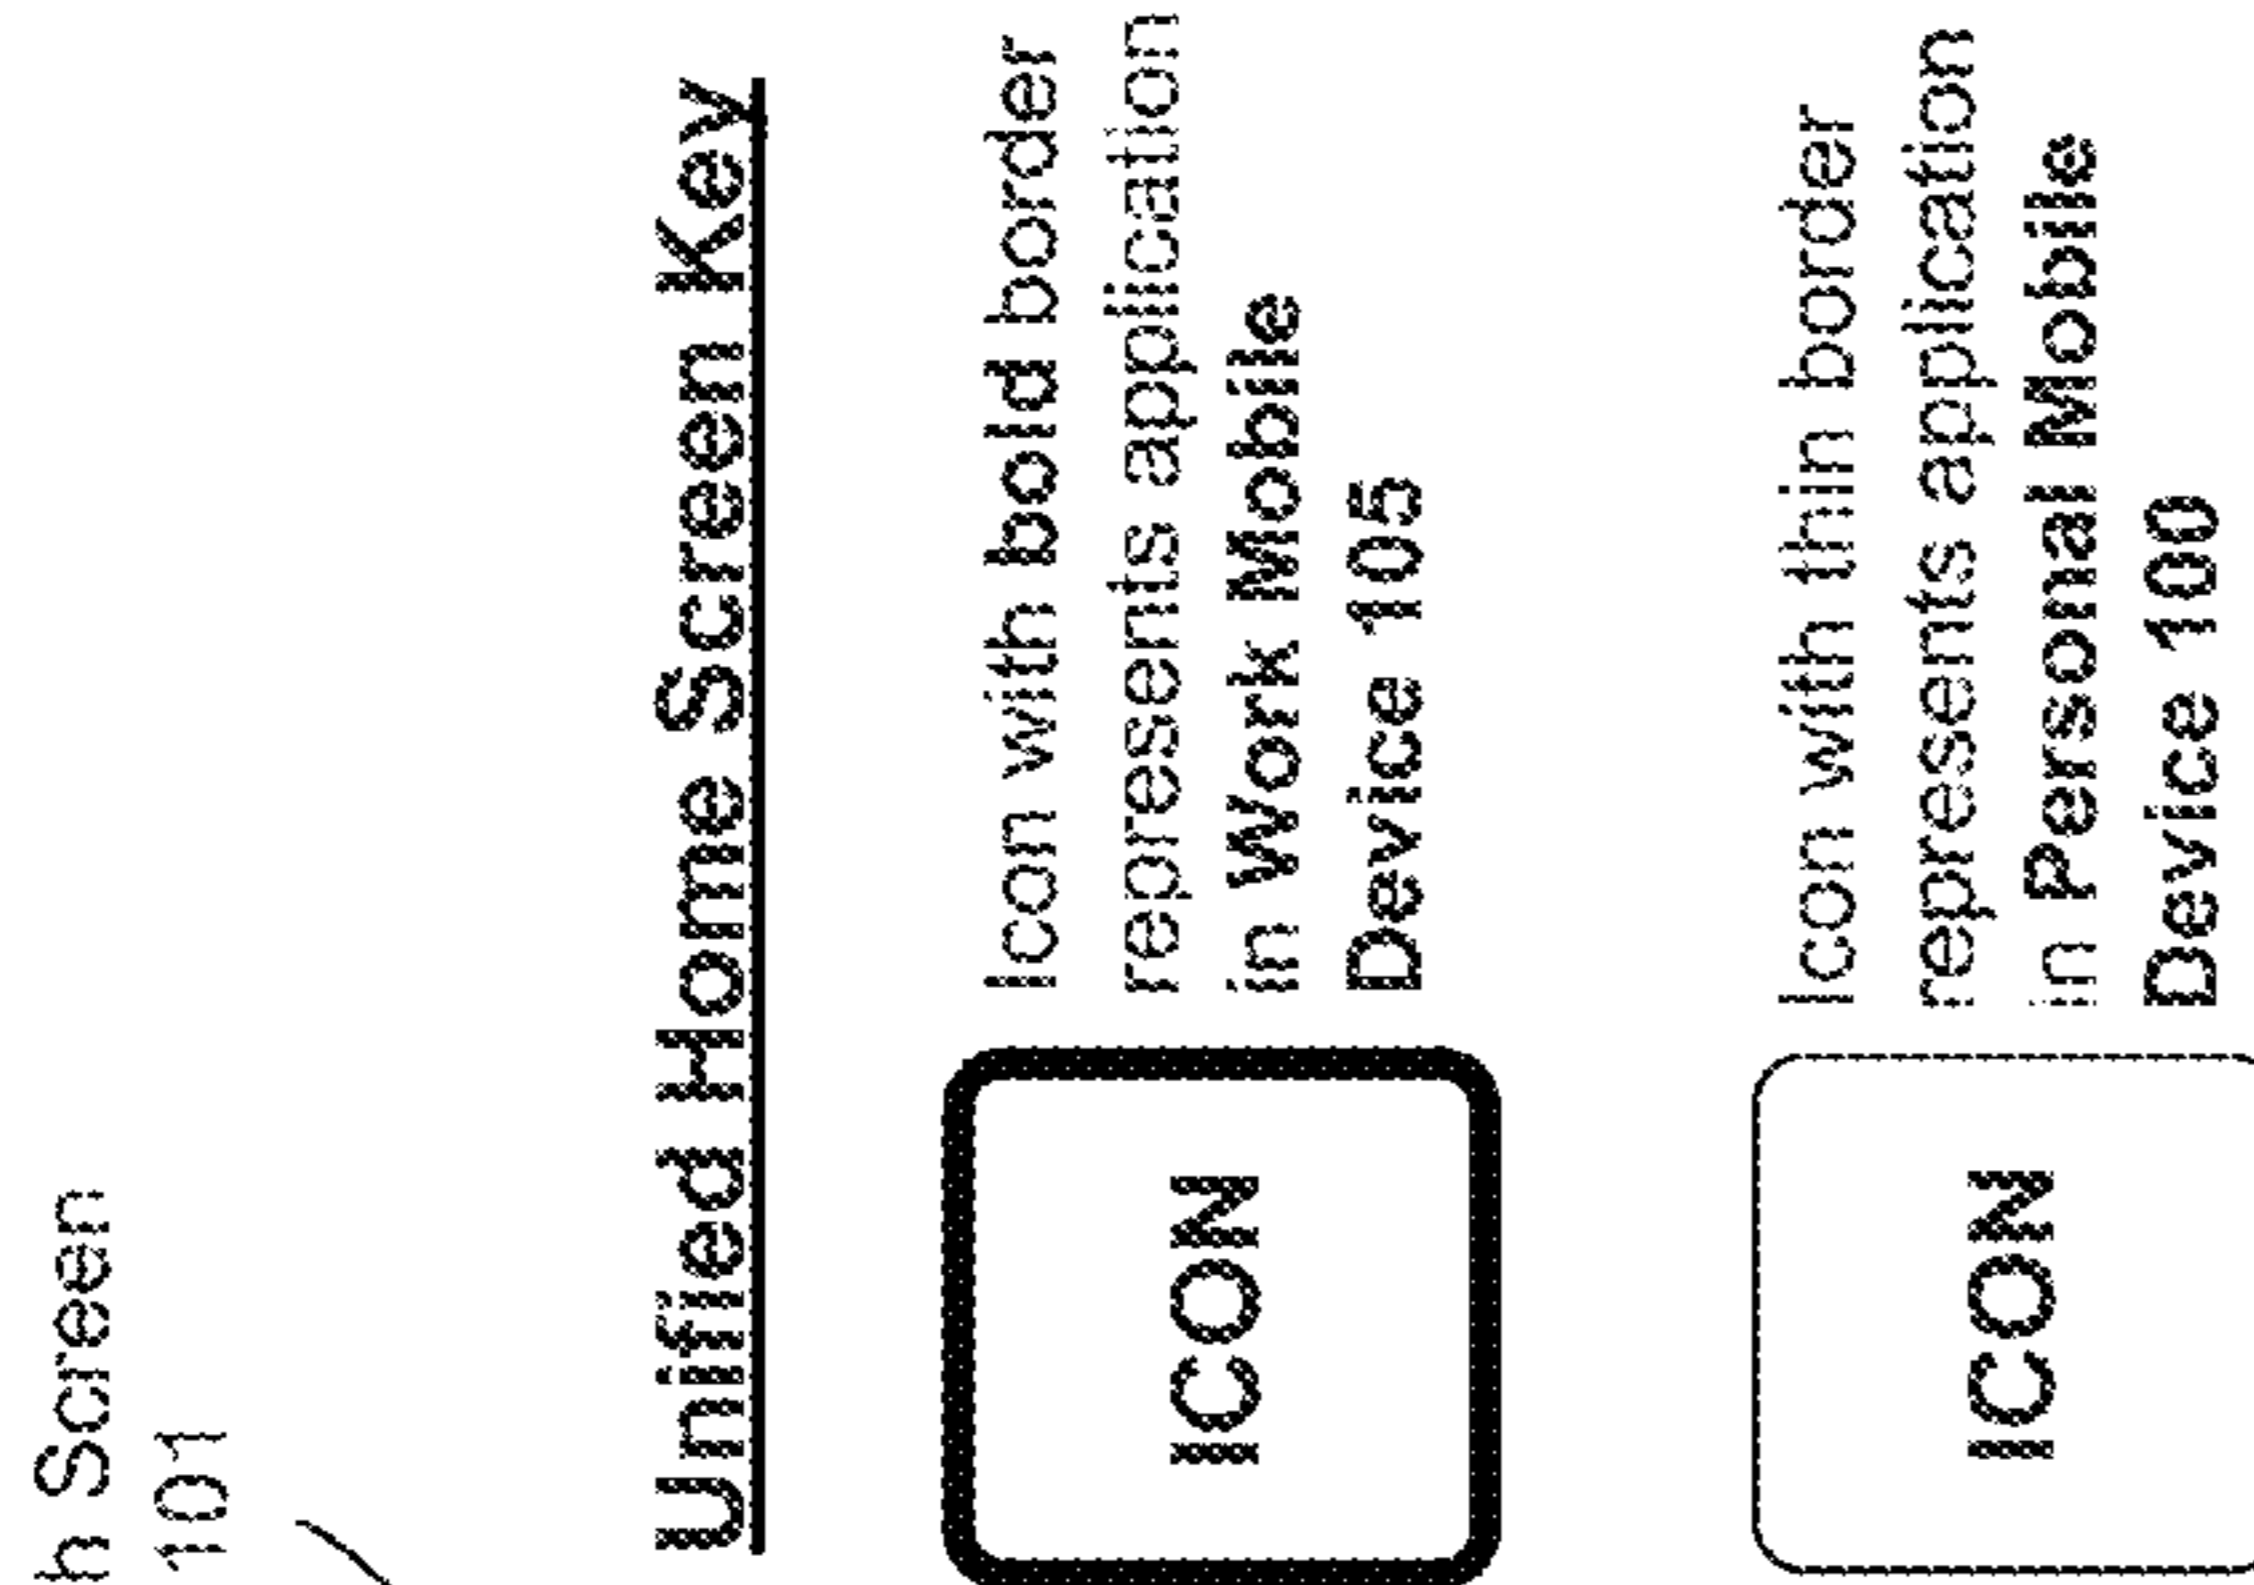 h Screen
101
Unified Home Screen Key
ICON
Icon with bold border
represents application
in Work Mobile
Device 105
ICON
Icon with thin border
represents application
in Personal Mobile
Device 100